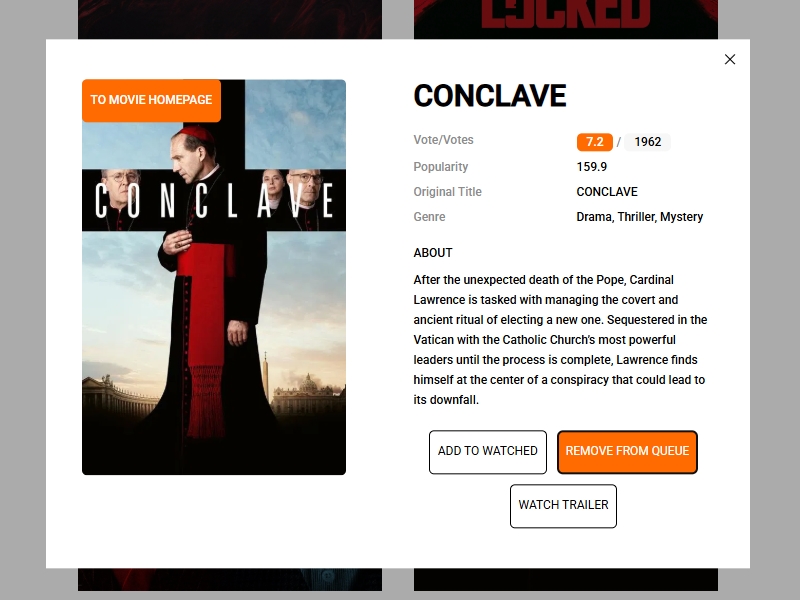 LOCKED
TO MOVIE HOMEPAGE
CONCLAVE
CONCLAVE
Vote/Votes 7.2 / 1962
Popularity 159.9
Original Title CONCLAVE
Genre Drama, Thriller, Mystery
ABOUT
After the unexpected death of the Pope, Cardinal
Lawrence is tasked with managing the covert and
ancient ritual of electing a new one. Sequestered in the
Vatican with the Catholic Church's most powerful
leaders until the process is complete, Lawrence finds
himself at the center of a conspiracy that could lead to
its downfall.
ADD TO WATCHED
REMOVE FROM QUEUE
WATCH TRAILER